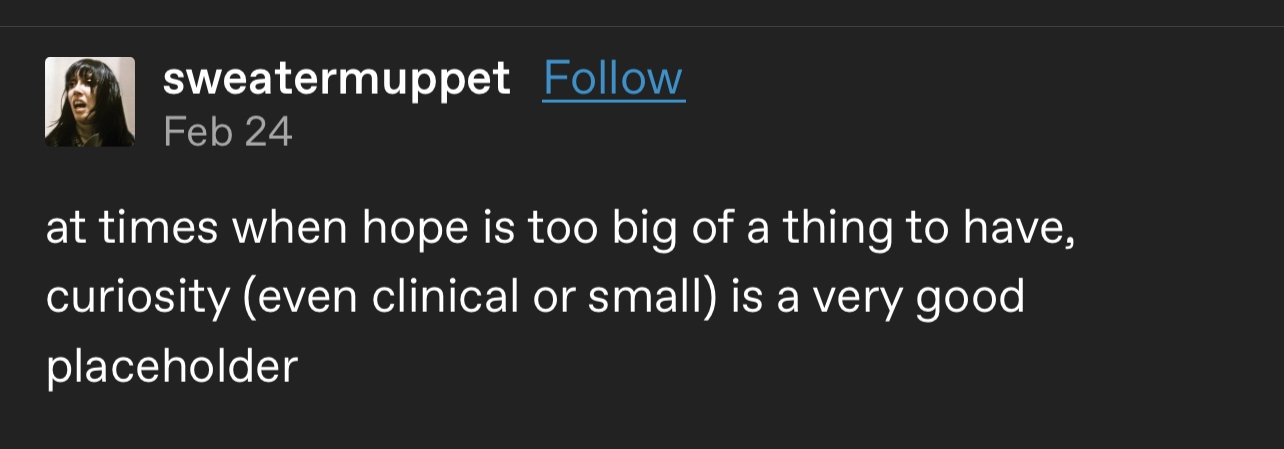 sweatermuppet Follow
Feb 24
at times when hope is too big of a thing to have,
curiosity (even clinical or small) is a very good
placeholder